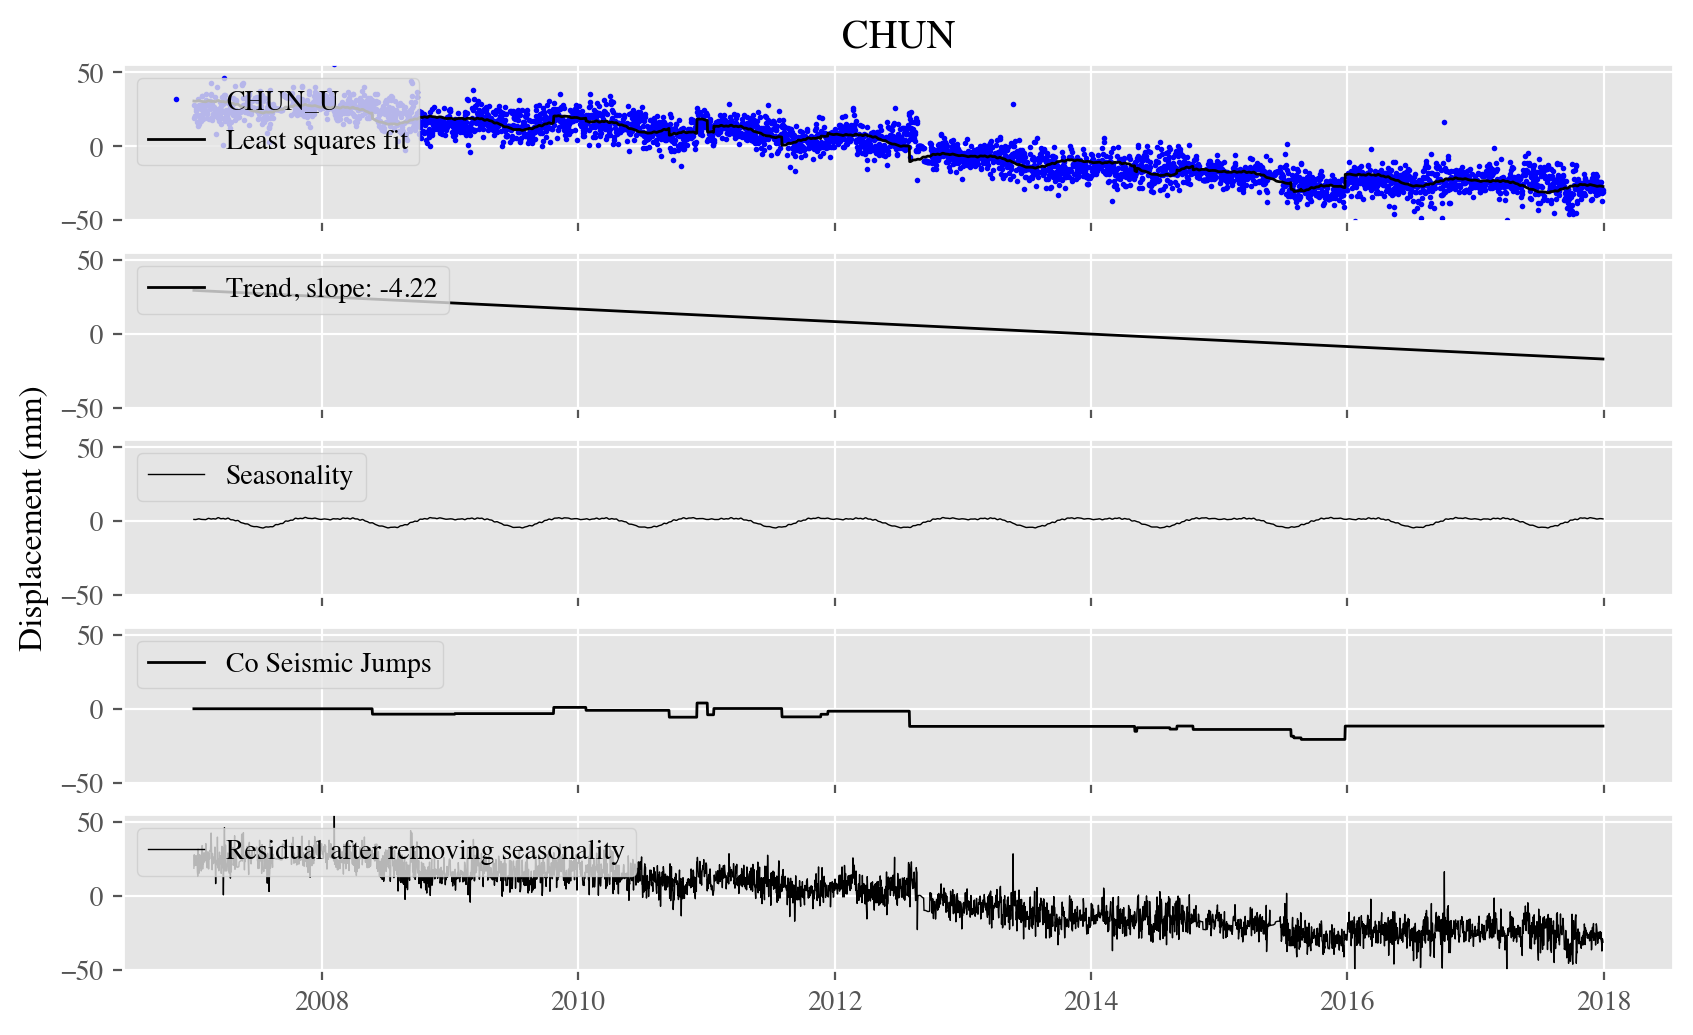 CHUN
Displacement (mm)
50
0
−50
CHUN_U
Least squares fit
50
0
−50
Trend, slope: -4.22
50
0
−50
Seasonality
50
0
−50
Co Seismic Jumps
50
0
−50
Residual after removing seasonality
2008 2010 2012 2014 2016 2018